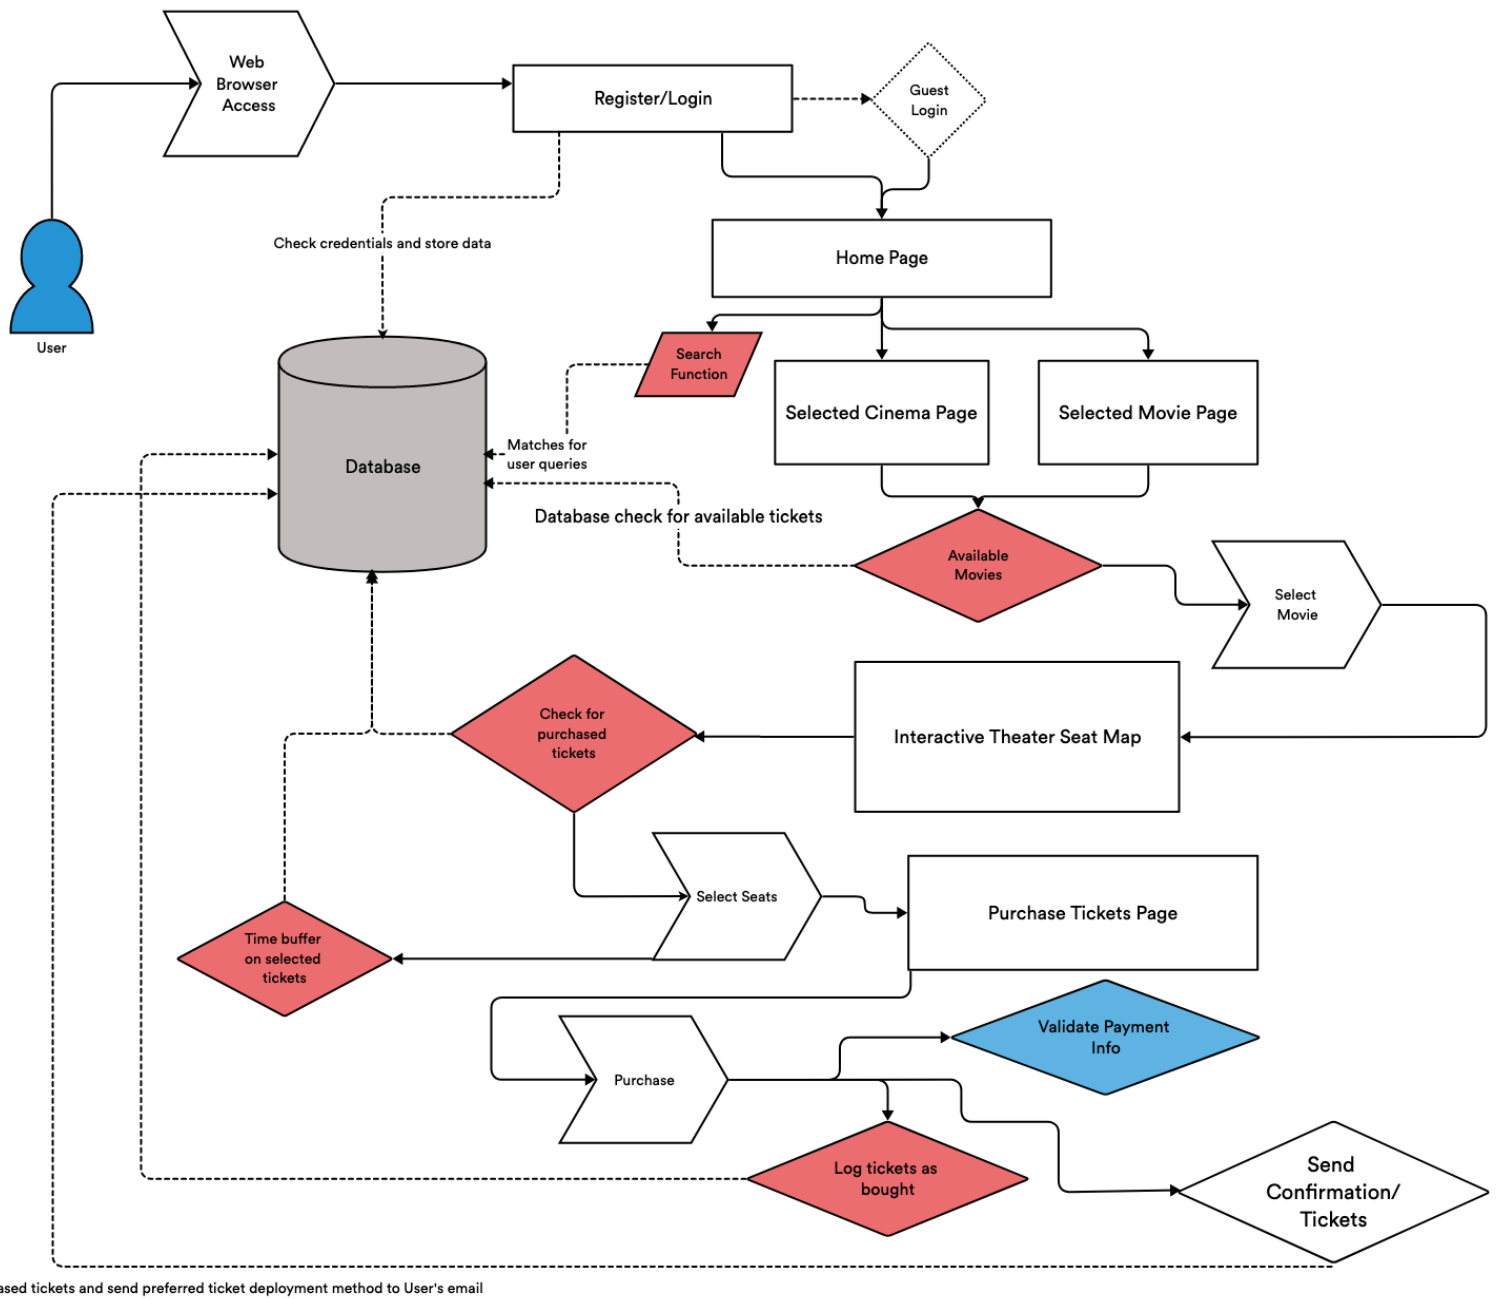 Web
Browser
Access
Register/Login
Guest
Login
Check credentials and store data
Home Page
User
Search
Function
Selected Cinema Page
Selected Movie Page
Matches for
user queries
Database
Database check for available tickets
Available
Movies
Select
Movie
Check for
purchased
tickets
Interactive Theater Seat Map
Select Seats
Purchase Tickets Page
Time buffer
on selected
tickets
Validate Payment
Info
Purchase
Log tickets as
bought
Send
Confirmation/
Tickets
tickets and send preferred ticket deployment method to User's email